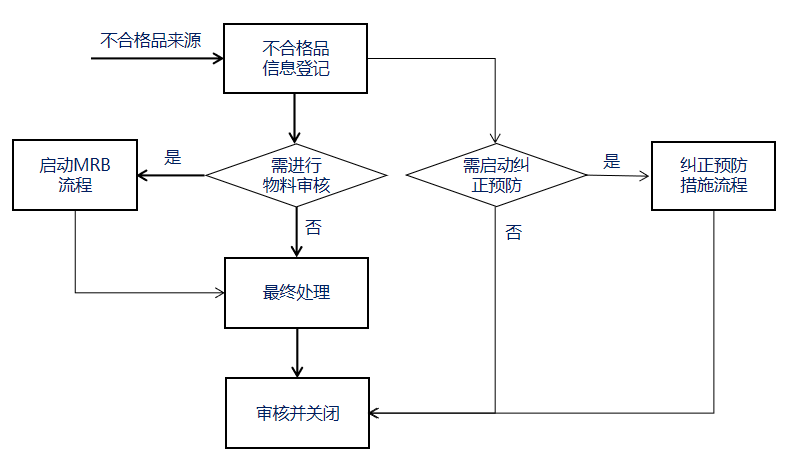 不合格品来源
不合格品
信息登记
启动MRB
流程
是
需进行
物料审核
需启动纠
正预防
是
纠正预防
措施流程
否
否
最终处理
审核并关闭